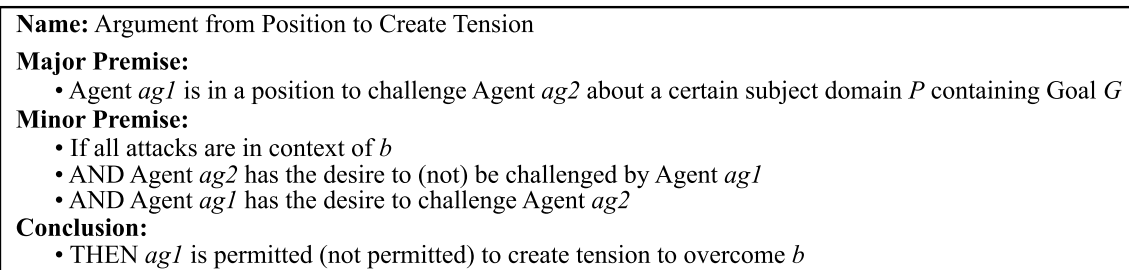 Name: Argument from Position to Create Tension
Major Premise:
• Agent ag1 is in a position to challenge Agent ag2 about a certain subject domain P containing Goal G
Minor Premise:
• If all attacks are in context of b
• AND Agent ag2 has the desire to (not) be challenged by Agent ag1
• AND Agent ag1 has the desire to challenge Agent ag2
Conclusion:
• THEN ag1 is permitted (not permitted) to create tension to overcome b